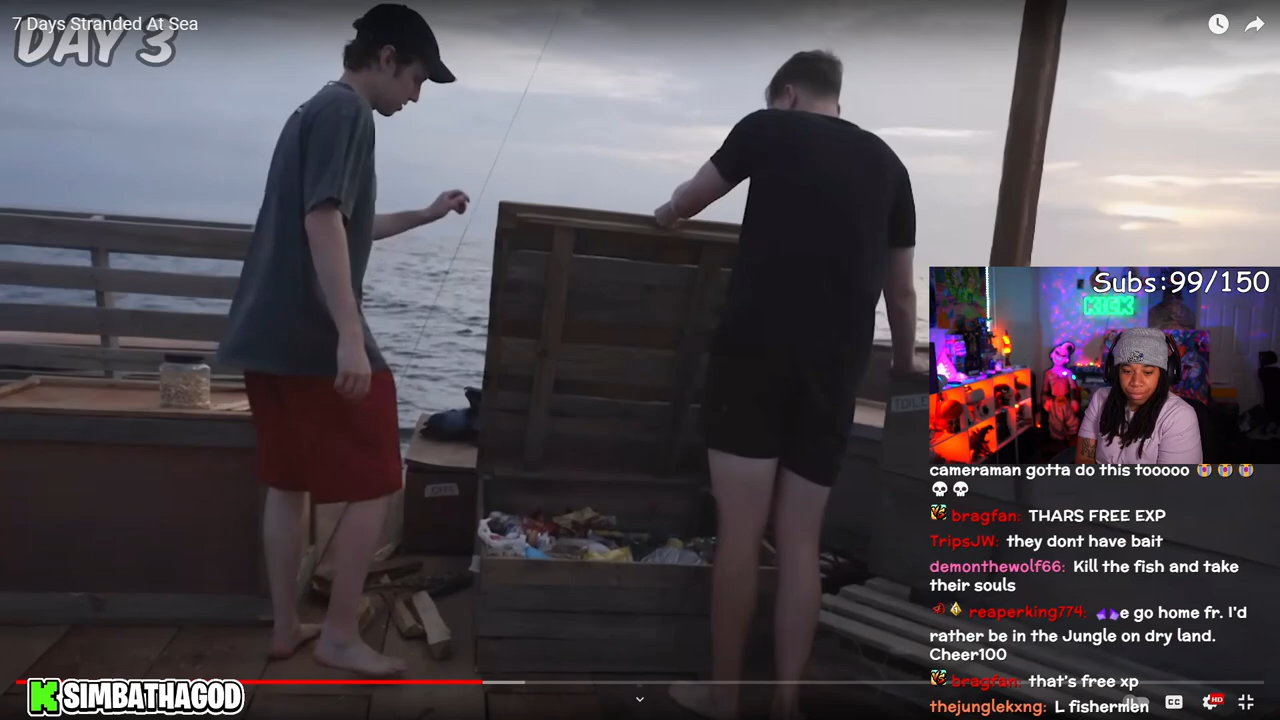 7 Days Stranded At Sea
DAY 3
Subs:99/150
KICK
cameraman gotta do this tooooo
bragfan: THARS FREE EXP
TripsJW: they dont have bait
demonthewolf66: Kill the fish and take
their souls
reaperking774: e go home fr. I'd
rather be in the Jungle on dry land.
Cheer100
bragfan: that's free xp
thejunglekxng: L fishermen
K SIMBATHAGOD
CC
HD